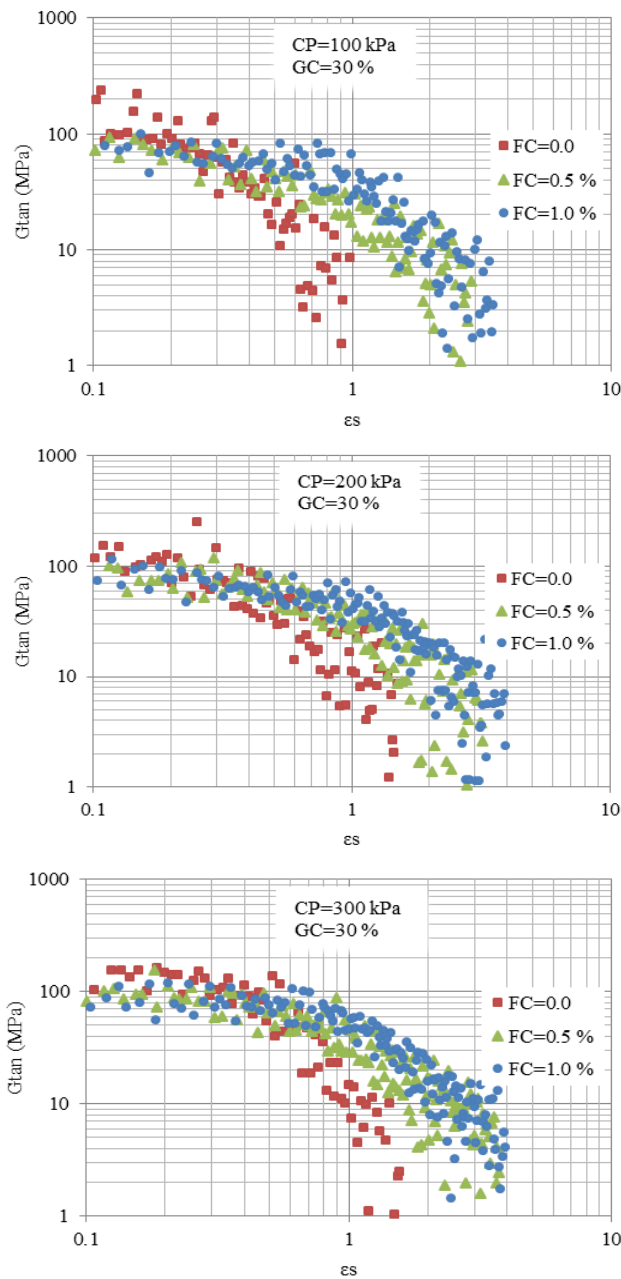 1000
CP=100 kPa
GC=30 %
100
FC=0.0
FC=0.5 %
FC=1.0 %
Gtan (MPa)
10
1
0.1
1
10
εs
1000
CP=200 kPa
GC=30 %
100
FC=0.0
FC=0.5 %
FC=1.0 %
Gtan (MPa)
10
1
0.1
1
10
εs
1000
CP=300 kPa
GC=30 %
100
FC=0.0
FC=0.5 %
FC=1.0 %
Gtan (MPa)
10
1
0.1
1
10
εs